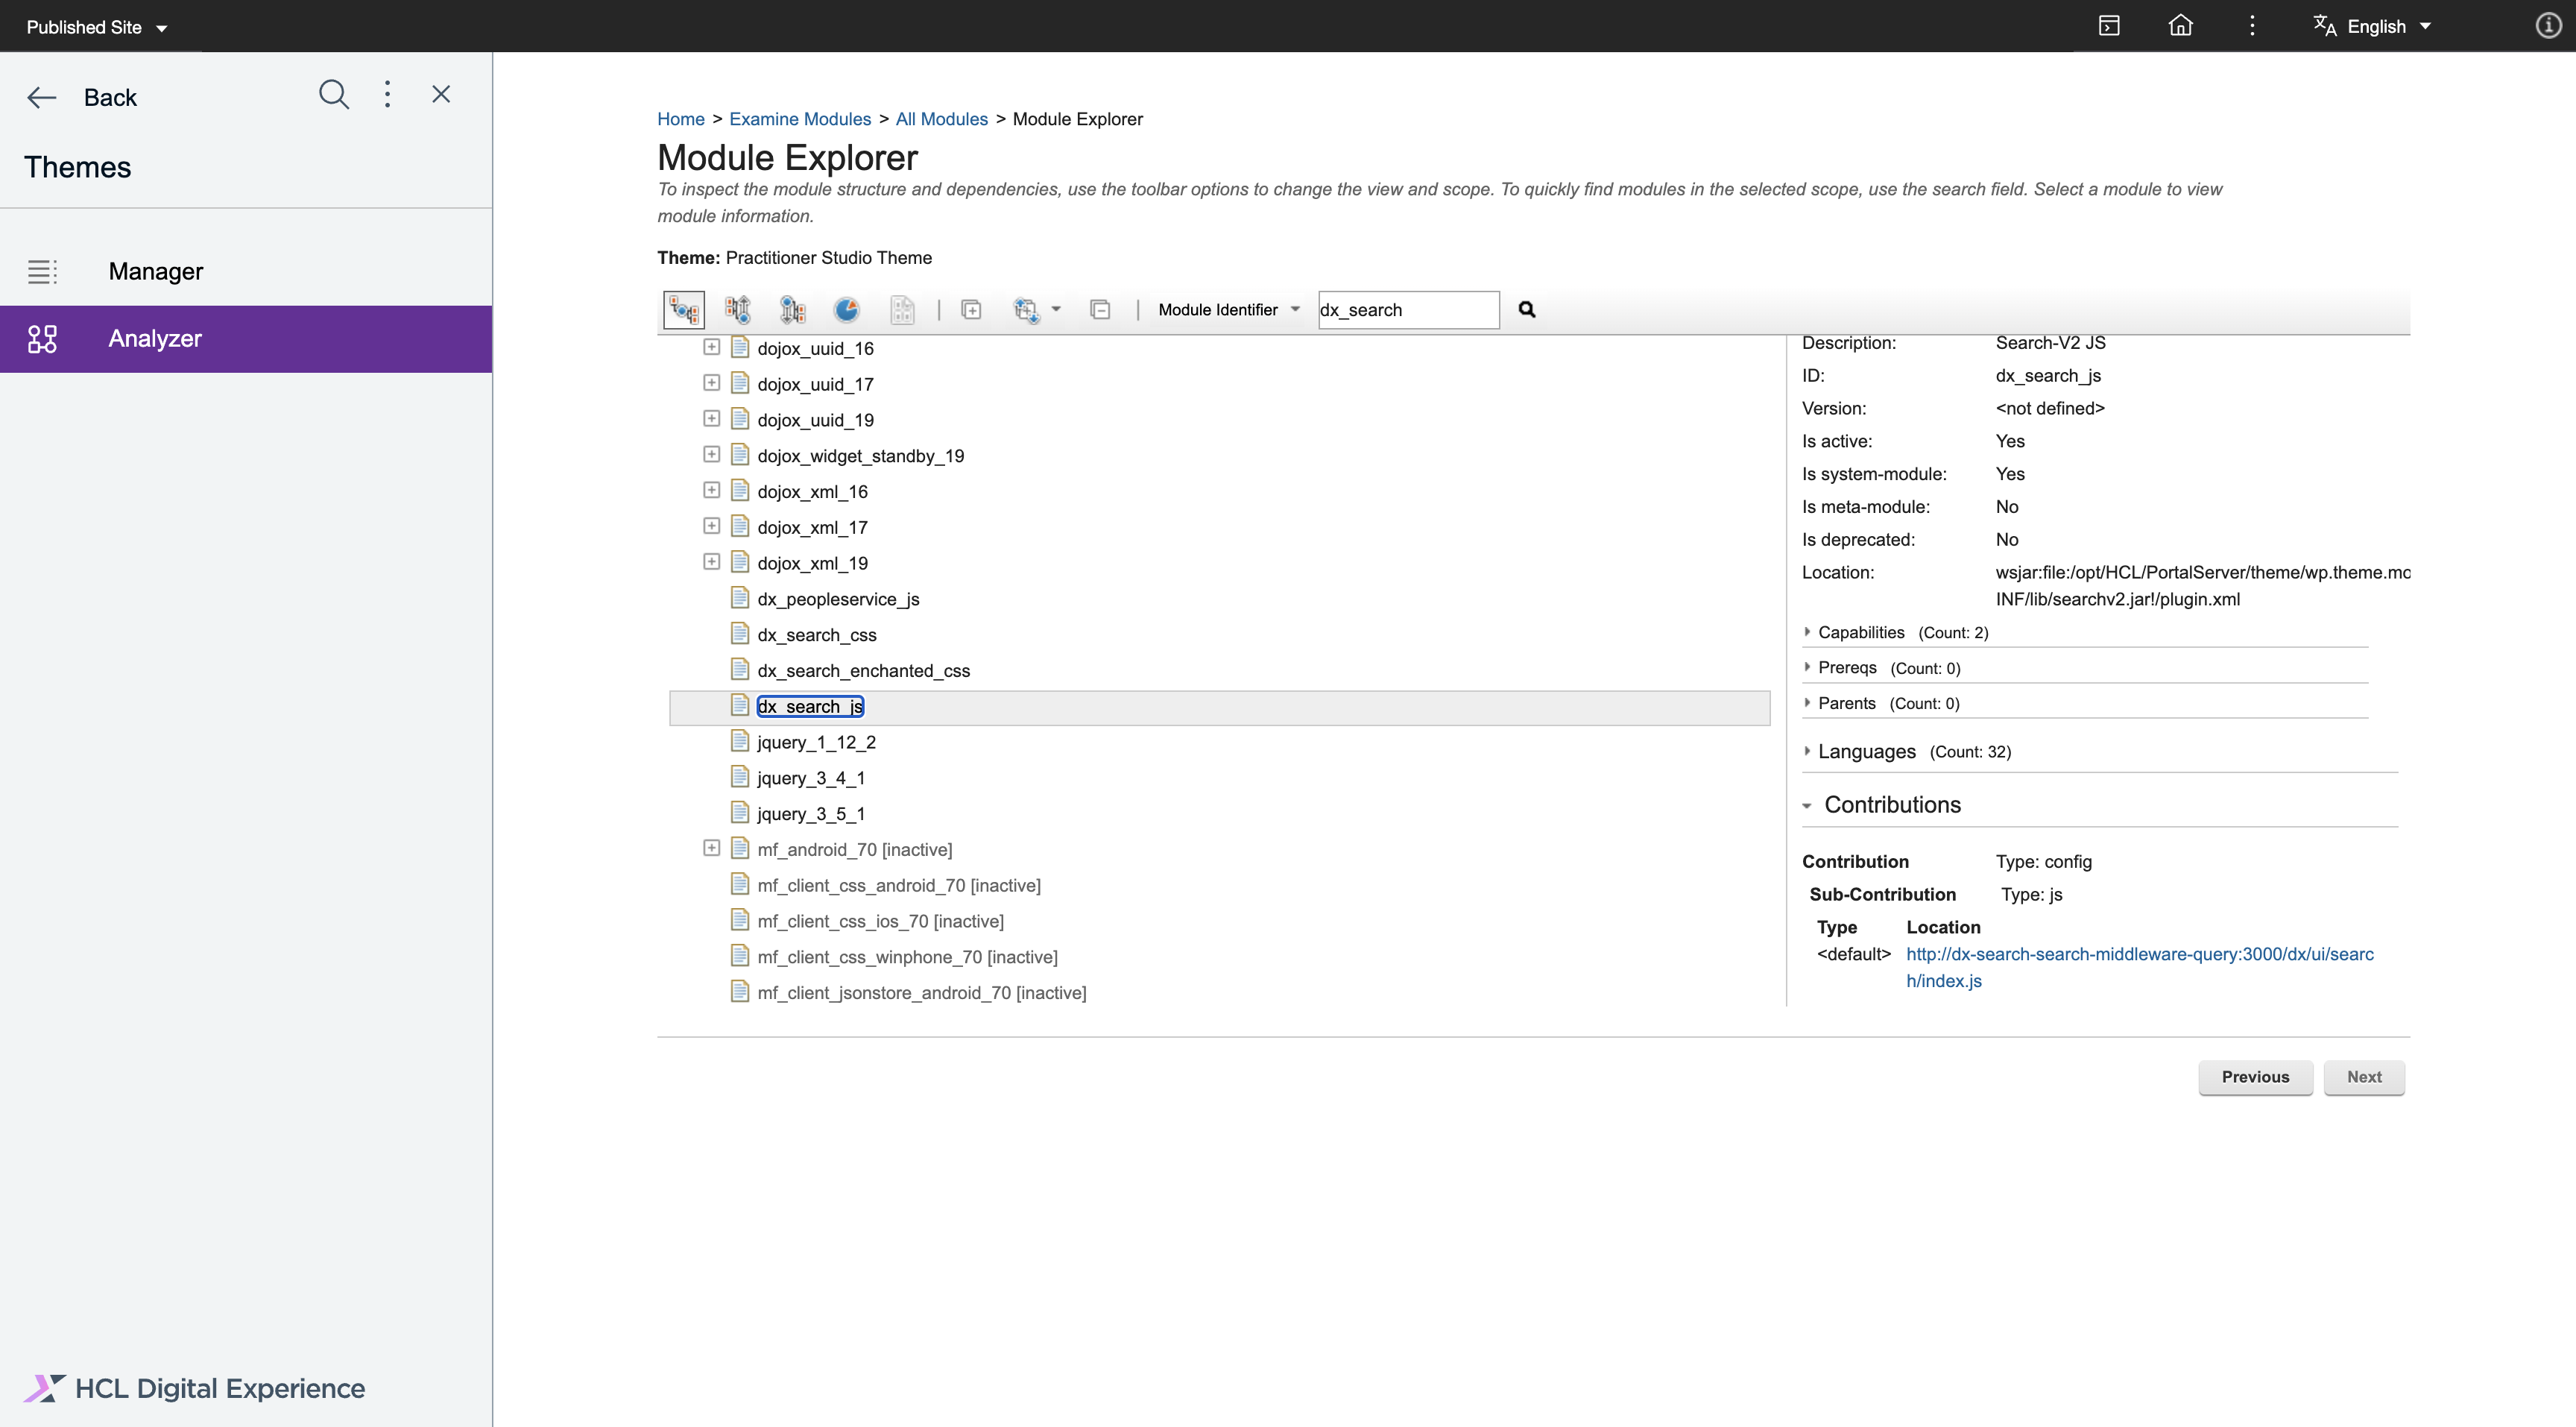 Published Site
English
Back
Themes
Manager
Analyzer
HCL Digital Experience
Home > Examine Modules > All Modules > Module Explorer
Module Explorer
To inspect the module structure and dependencies, use the toolbar options to change the view and scope. To quickly find modules in the selected scope, use the search field. Select a module to view
module information.
Theme: Practitioner Studio Theme
Module Identifier
dx_search
dojox_uuid_16
dojox_uuid_17
dojox_uuid_19
dojox_widget_standby_19
dojox_xml_16
dojox_xml_17
dojox_xml_19
dx_peopleservice_js
dx_search_css
dx_search_enchanted_css
dx_search_js
jquery_1_12_2
jquery_3_4_1
jquery_3_5_1
mf_android_70 [inactive]
mf_client_css_android_70 [inactive]
mf_client_css_ios_70 [inactive]
mf_client_css_winphone_70 [inactive]
mf_client_jsonstore_android_70 [inactive]
Description: Search-V2 JS
ID: dx_search_js
Version: <not defined>
Is active: Yes
Is system-module: Yes
Is meta-module: No
Is deprecated: No
Location: wsjar:file:/opt/HCL/PortalServer/theme/wp.theme.mo
INF/lib/searchv2.jar!/plugin.xml
Capabilities (Count: 2)
Prereqs (Count: 0)
Parents (Count: 0)
Languages (Count: 32)
Contributions
Contribution Type: config
Sub-Contribution Type: js
Type Location
<default> http://dx-search-search-middleware-query:3000/dx/ui/searc
h/index.js
Previous Next